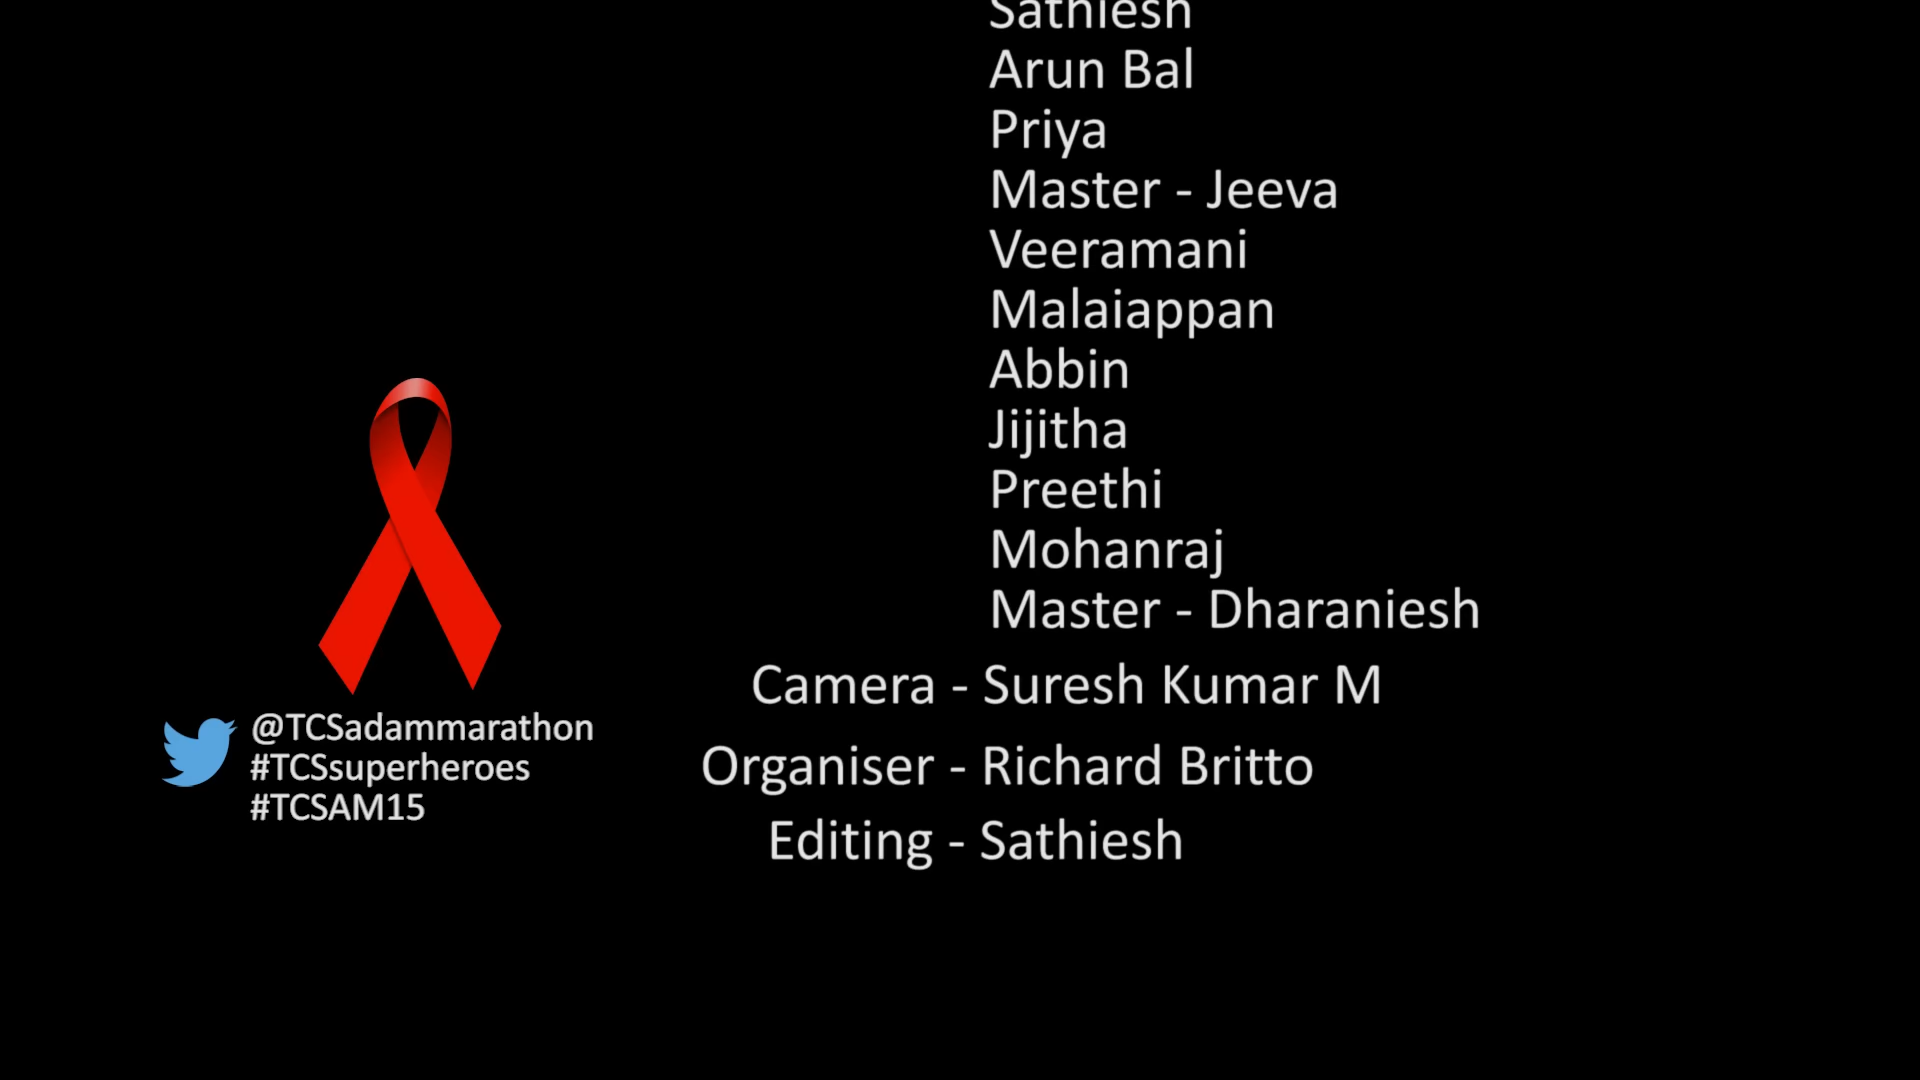 Sathiesh
Arun Bal
Priya
Master - Jeeva
Veeramani
Malaiappan
Abbin
Jijitha
Preethi
Mohanraj
Master - Dharaniesh
Camera - Suresh Kumar M
Organiser - Richard Britto
Editing - Sathiesh
@TCSadammarathon
#TCSsuperheroes
#TCSAM15